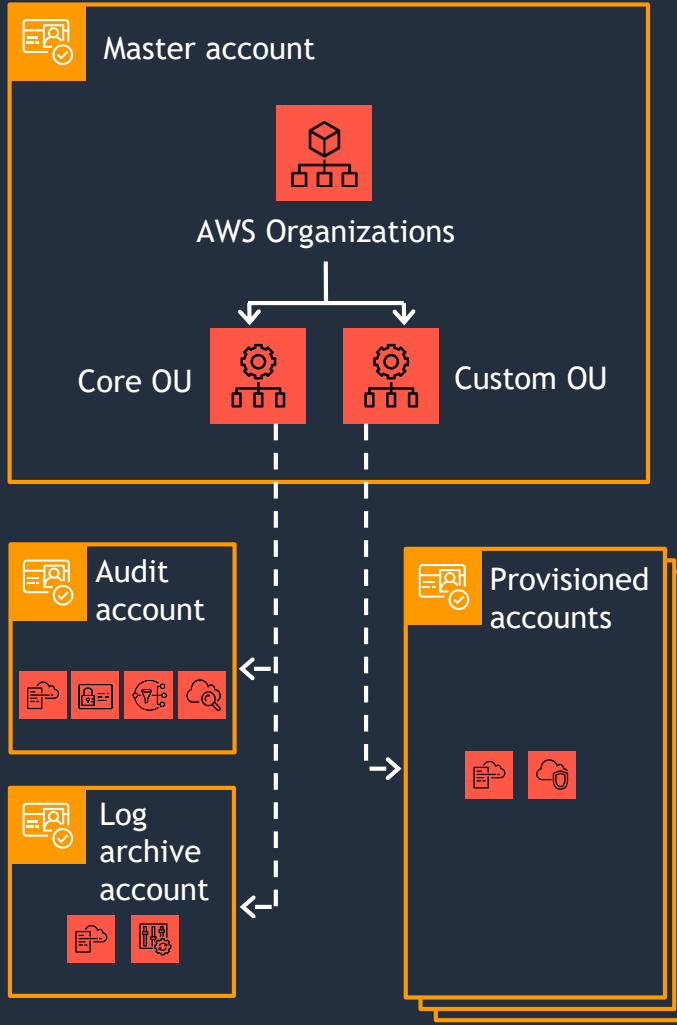 Master account
AWS Organizations
Core OU
Custom OU
Audit
account
Provisioned
accounts
Log
archive
account